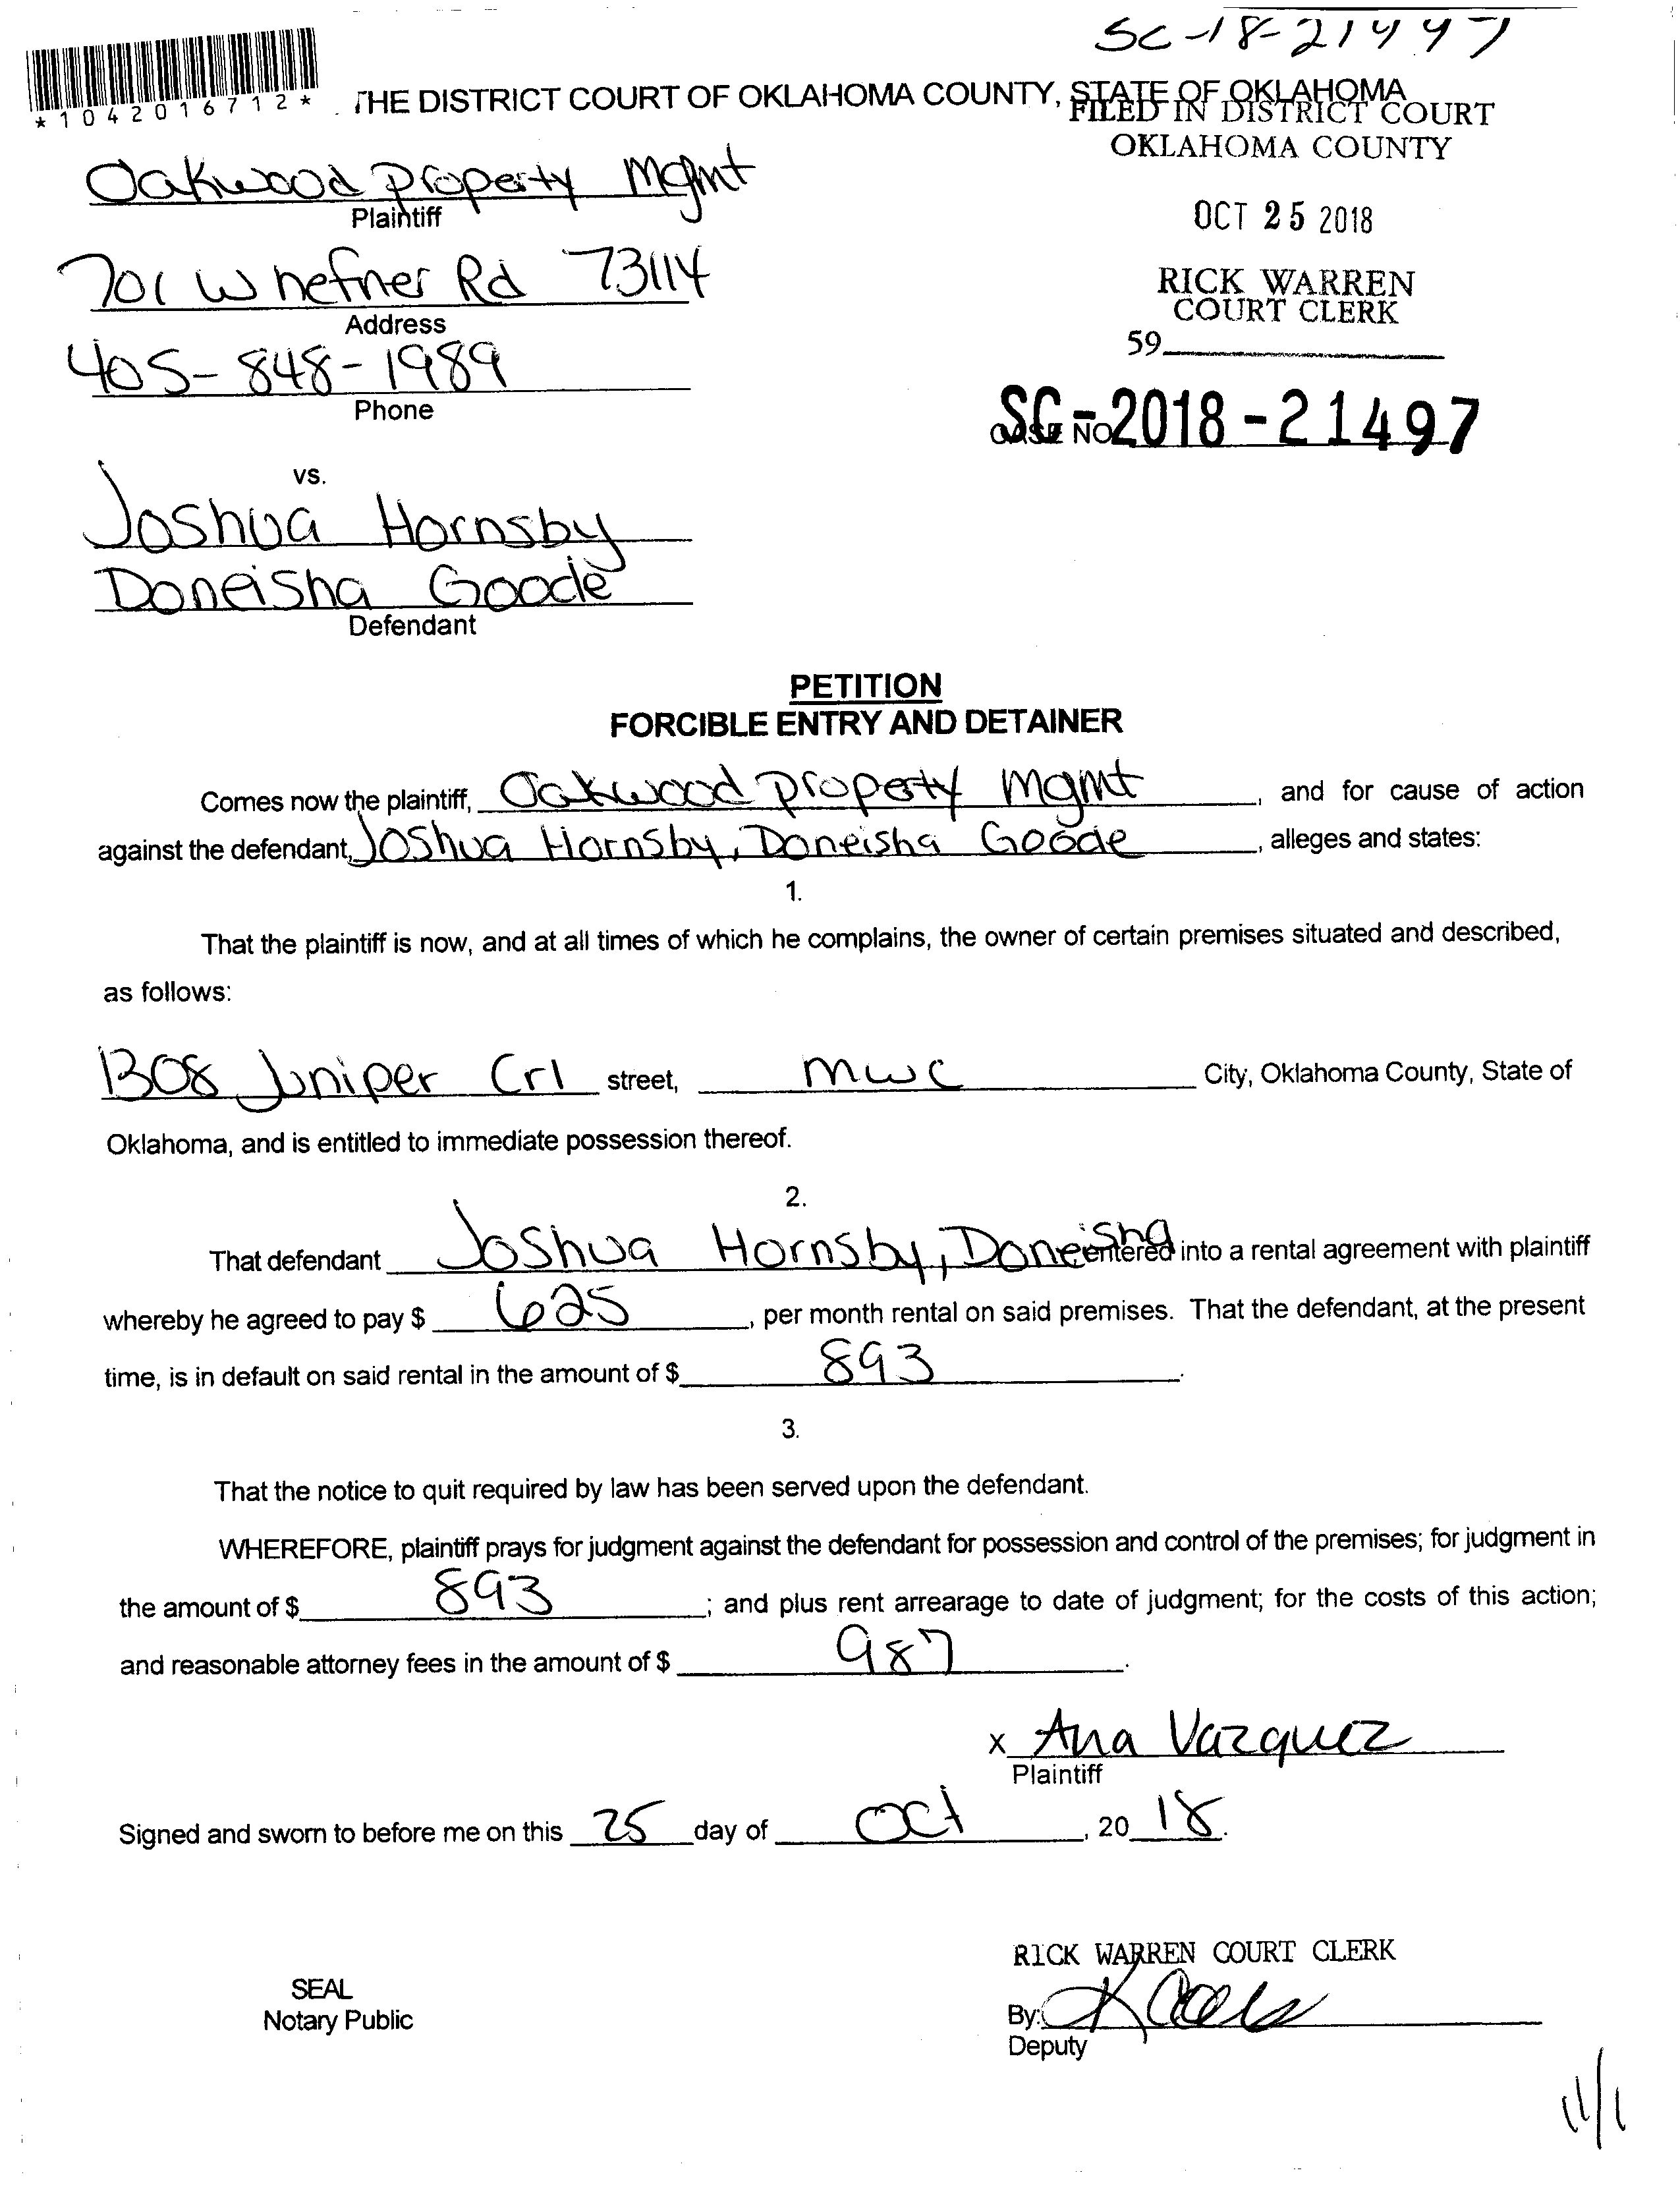 SC-18-21497
*1042016712*
THE DISTRICT COURT OF OKLAHOMA COUNTY, STATE OF OKLAHOMA
FILED IN DISTRICT COURT
OKLAHOMA COUNTY
Oakwood Property Mgmt
Plaintiff
OCT 25 2018
701 W hefner Rd 73114
Address
RICK WARREN
COURT CLERK
405-848-1989
Phone
59
SC-2018-21497
CASE NO
vs.
Joshua Hornsby
Doneisha Goode
Defendant
PETITION
FORCIBLE ENTRY AND DETAINER
Comes now the plaintiff, Oakwood Property Mgmt, and for cause of action
against the defendant, Joshua Hornsby, Doneisha Goode, alleges and states:
1.
That the plaintiff is now, and at all times of which he complains, the owner of certain premises situated and described,
as follows:
1308 Juniper Crl street, mwc City, Oklahoma County, State of
Oklahoma, and is entitled to immediate possession thereof.
2.
That defendant Joshua Hornsby, Doneisha entered into a rental agreement with plaintiff
whereby he agreed to pay $ 625, per month rental on said premises. That the defendant, at the present
time, is in default on said rental in the amount of $ 893.
3.
That the notice to quit required by law has been served upon the defendant.
WHEREFORE, plaintiff prays for judgment against the defendant for possession and control of the premises; for judgment in
the amount of $ 893; and plus rent arrearage to date of judgment; for the costs of this action;
and reasonable attorney fees in the amount of $ 987.
x Ana Vazquez
Plaintiff
Signed and sworn to before me on this 25 day of Oct, 2018.
RICK WARREN COURT CLERK
SEAL
Notary Public
By:
Deputy
11/1